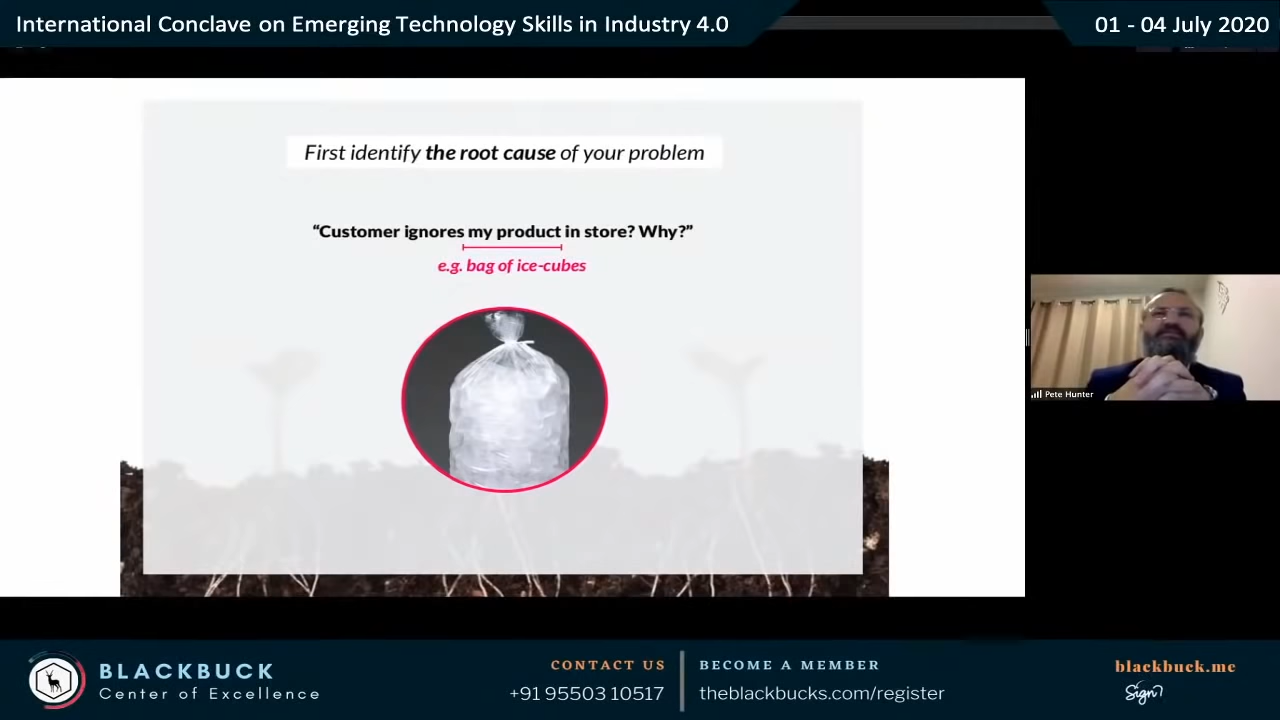 International Conclave on Emerging Technology Skills in Industry 4.0
01 - 04 July 2020
First identify the root cause of your problem
“Customer ignores my product in store? Why?”
e.g. bag of ice-cubes
Pete Hunter
BLACKBUCK
Center of Excellence
CONTACT US
+91 95503 10517
BECOME A MEMBER
theblackbucks.com/register
blackbuck.me
Sign